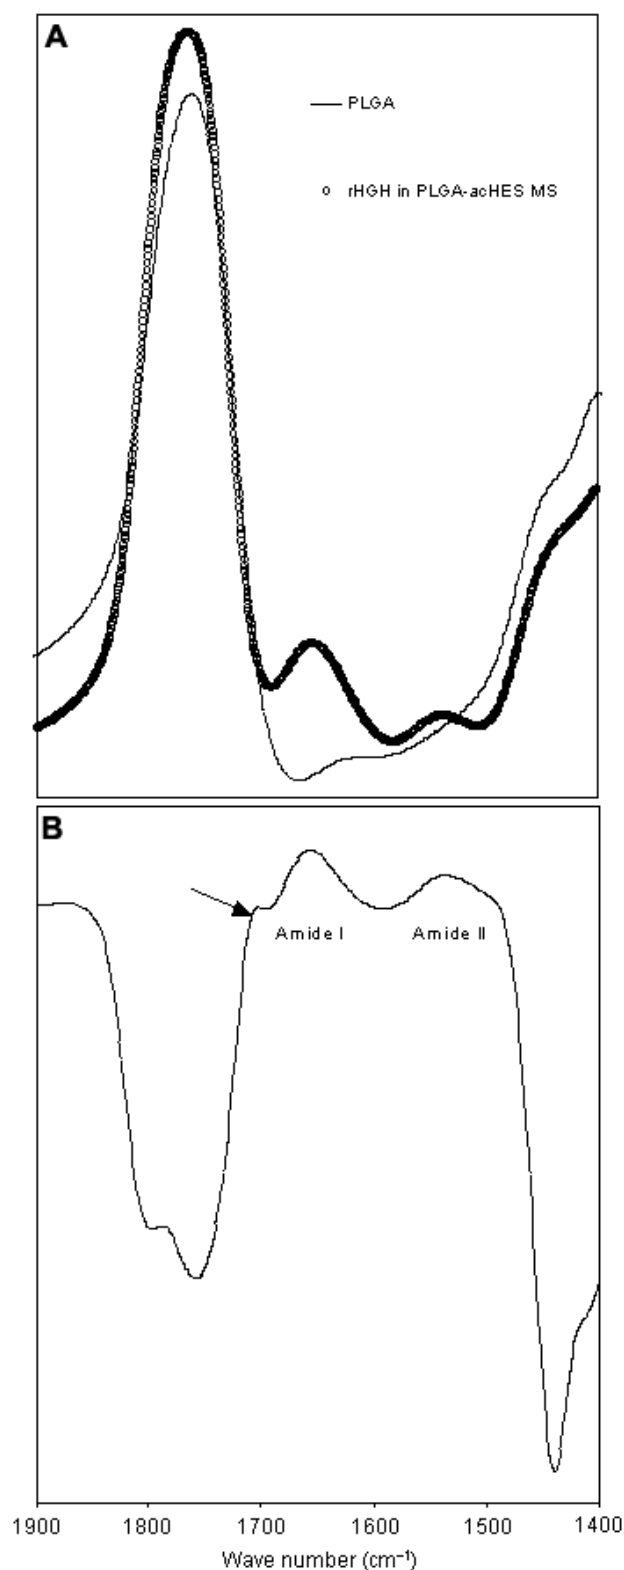 A
PLGA
rHGH in PLGA-acHES MS
B
Amide I
Amide II
1900 1800 1700 1600 1500 1400
Wave number (cm⁻¹)